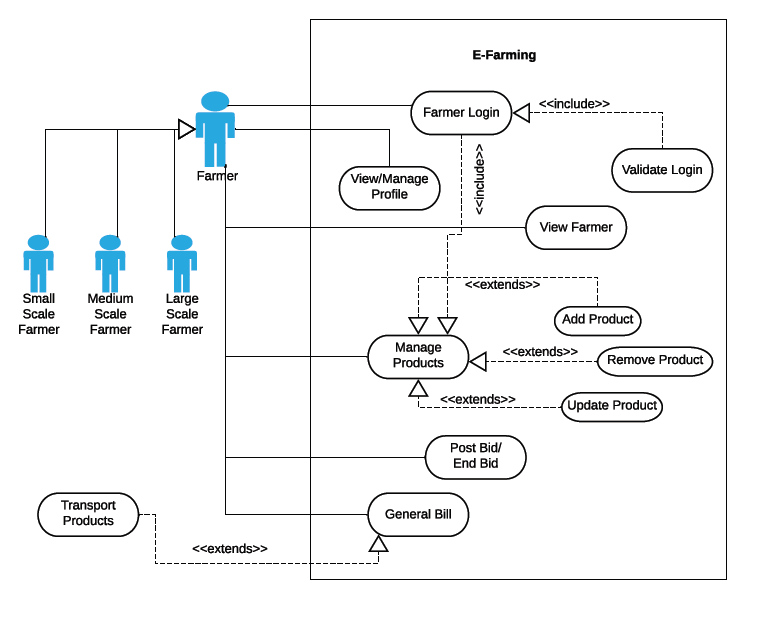 E-Farming
Farmer Login
<<include>>
Validate Login
Farmer
View/Manage
Profile
<<include>>
View Farmer
<<extends>>
Add Product
Small
Scale
Farmer
Medium
Scale
Farmer
Large
Scale
Farmer
Manage
Products
<<extends>>
Remove Product
<<extends>>
Update Product
Post Bid/
End Bid
Transport
Products
General Bill
<<extends>>